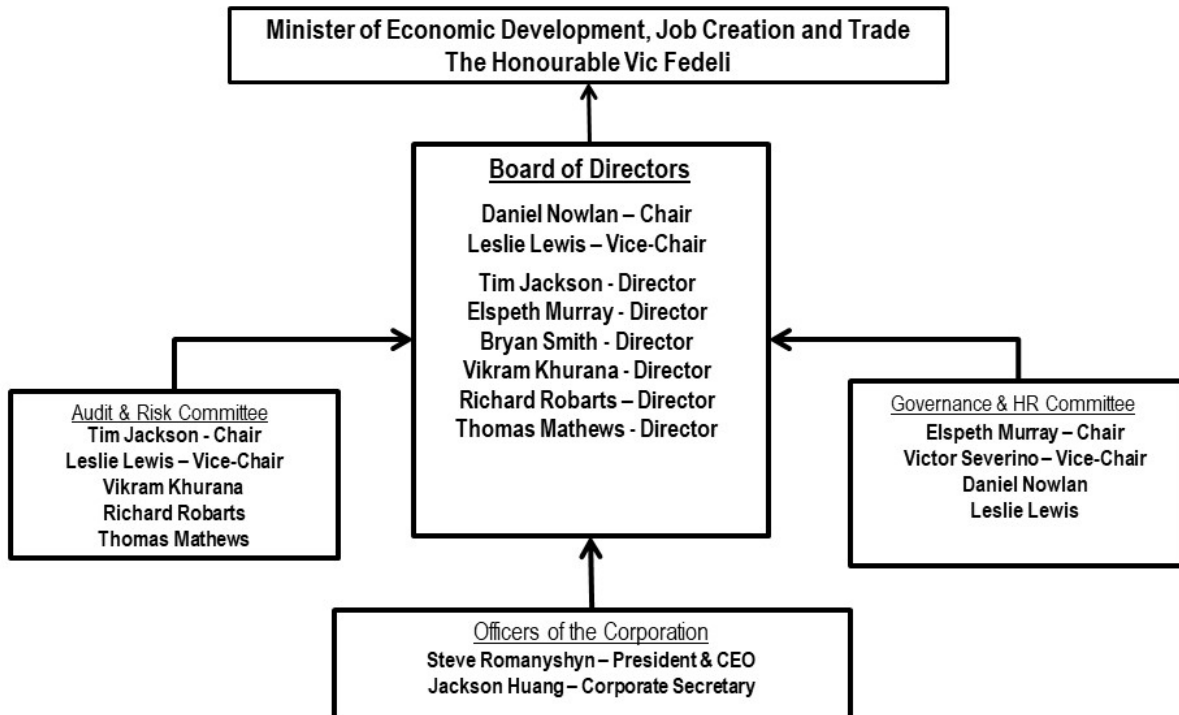 Minister of Economic Development, Job Creation and Trade
The Honourable Vic Fedeli
Board of Directors
Daniel Nowlan – Chair
Leslie Lewis – Vice-Chair
Tim Jackson - Director
Elspeth Murray - Director
Bryan Smith - Director
Vikram Khurana - Director
Richard Robarts – Director
Thomas Mathews - Director
Audit & Risk Committee
Tim Jackson - Chair
Leslie Lewis – Vice-Chair
Vikram Khurana
Richard Robarts
Thomas Mathews
Governance & HR Committee
Elspeth Murray – Chair
Victor Severino – Vice-Chair
Daniel Nowlan
Leslie Lewis
Officers of the Corporation
Steve Romanyshyn – President & CEO
Jackson Huang – Corporate Secretary